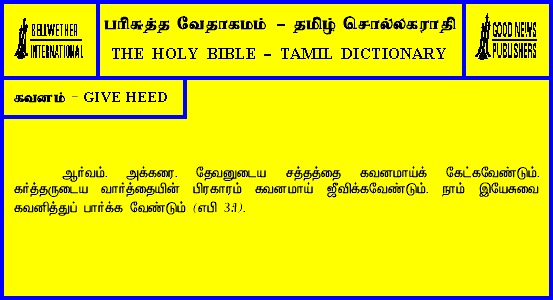 BELLWETHER
INTERNATIONAL
பரிசுத்த வேதாகமம் - தமிழ் சொல்லகராதி
THE HOLY BIBLE - TAMIL DICTIONARY
GOOD NEWS
PUBLISHERS
கவனம் - GIVE HEED
ஆர்வம். அக்கரை. தேவனுடைய சத்தத்தை கவனமாய்க் கேட்கவேண்டும்.
கர்த்தருடைய வார்த்தையின் பிரகாரம் கவனமாய் ஜீவிக்கவேண்டும். நாம் இயேசுவை
கவனித்துப் பார்க்க வேண்டும் (எபி 3:1).